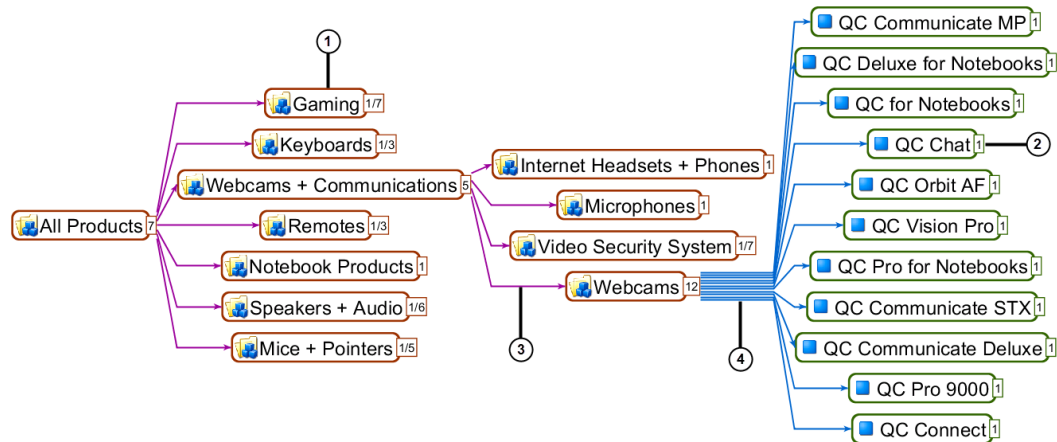 All Products 7
1
Gaming 1/7
Keyboards 1/3
Webcams + Communications 5
Remotes 1/3
Notebook Products 1
Speakers + Audio 1/6
Mice + Pointers 1/5
Internet Headsets + Phones 1
Microphones 1
Video Security System 1/7
Webcams 12
3
4
QC Communicate MP 1
QC Deluxe for Notebooks 1
QC for Notebooks 1
QC Chat 1
2
QC Orbit AF 1
QC Vision Pro 1
QC Pro for Notebooks 1
QC Communicate STX 1
QC Communicate Deluxe 1
QC Pro 9000 1
QC Connect 1